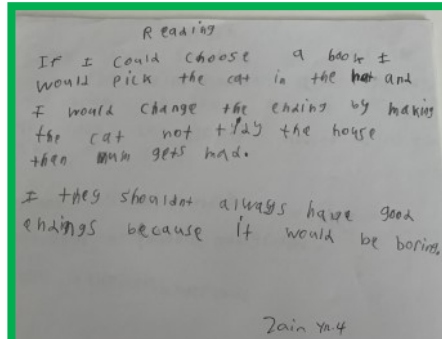 Reading
If I could choose a book I
would pick the cat in the hat and
I would change the ending by making
the cat not tidy the house
then mum gets mad.
I they shouldnt always have good
endings because it would be boring.
Zain yr.4